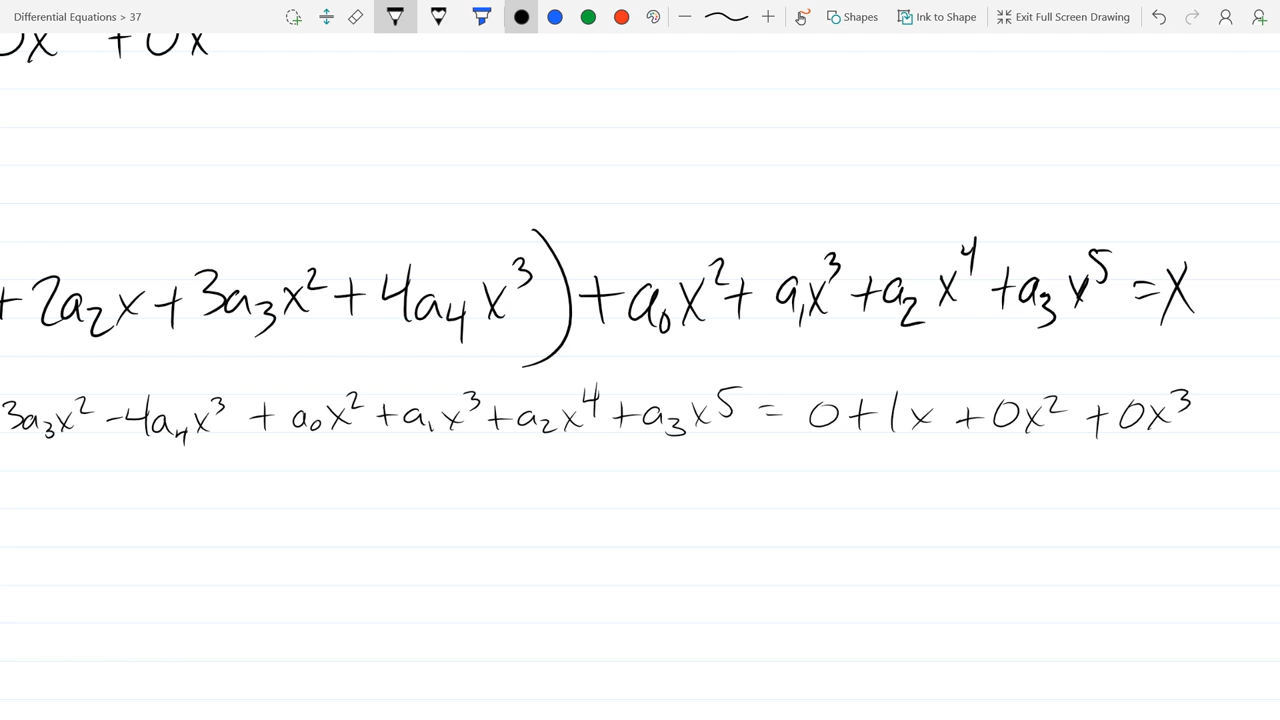 Differential Equations > 37
Shapes
Ink to Shape
Exit Full Screen Drawing
0x + 0x
+ 2a₂x + 3a₃x² + 4a₄x³) + a₀x² + a₁x³ + a₂x⁴ + a₃x⁵ = x
3a₃x² - 4a₄x³ + a₀x² + a₁x³ + a₂x⁴ + a₃x⁵ = 0 + 1x + 0x² + 0x³